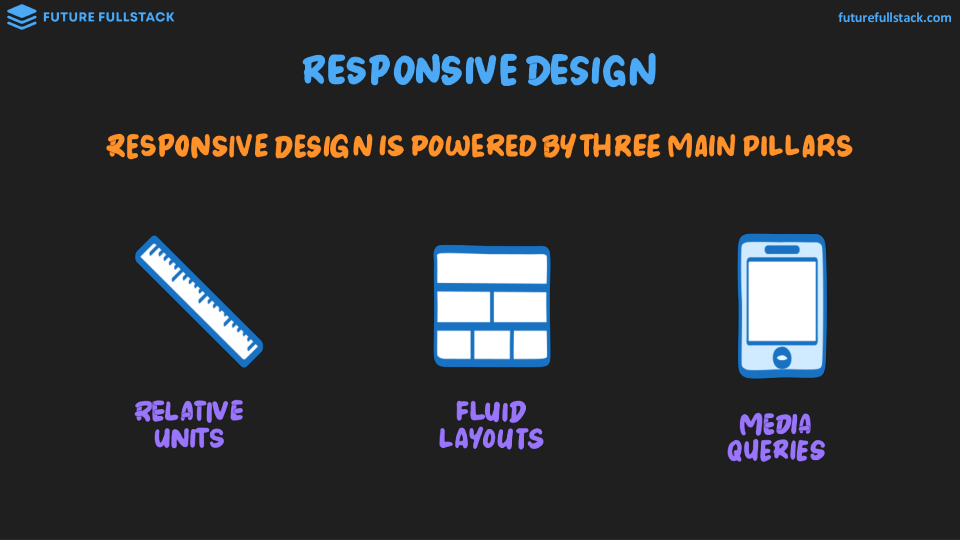 FUTURE FULLSTACK
futurefullstack.com
RESPONSIVE DESIGN
RESPONSIVE DESIGN IS POWERED BY THREE MAIN PILLARS
RELATIVE
UNITS
FLUID
LAYOUTS
MEDIA
QUERIES